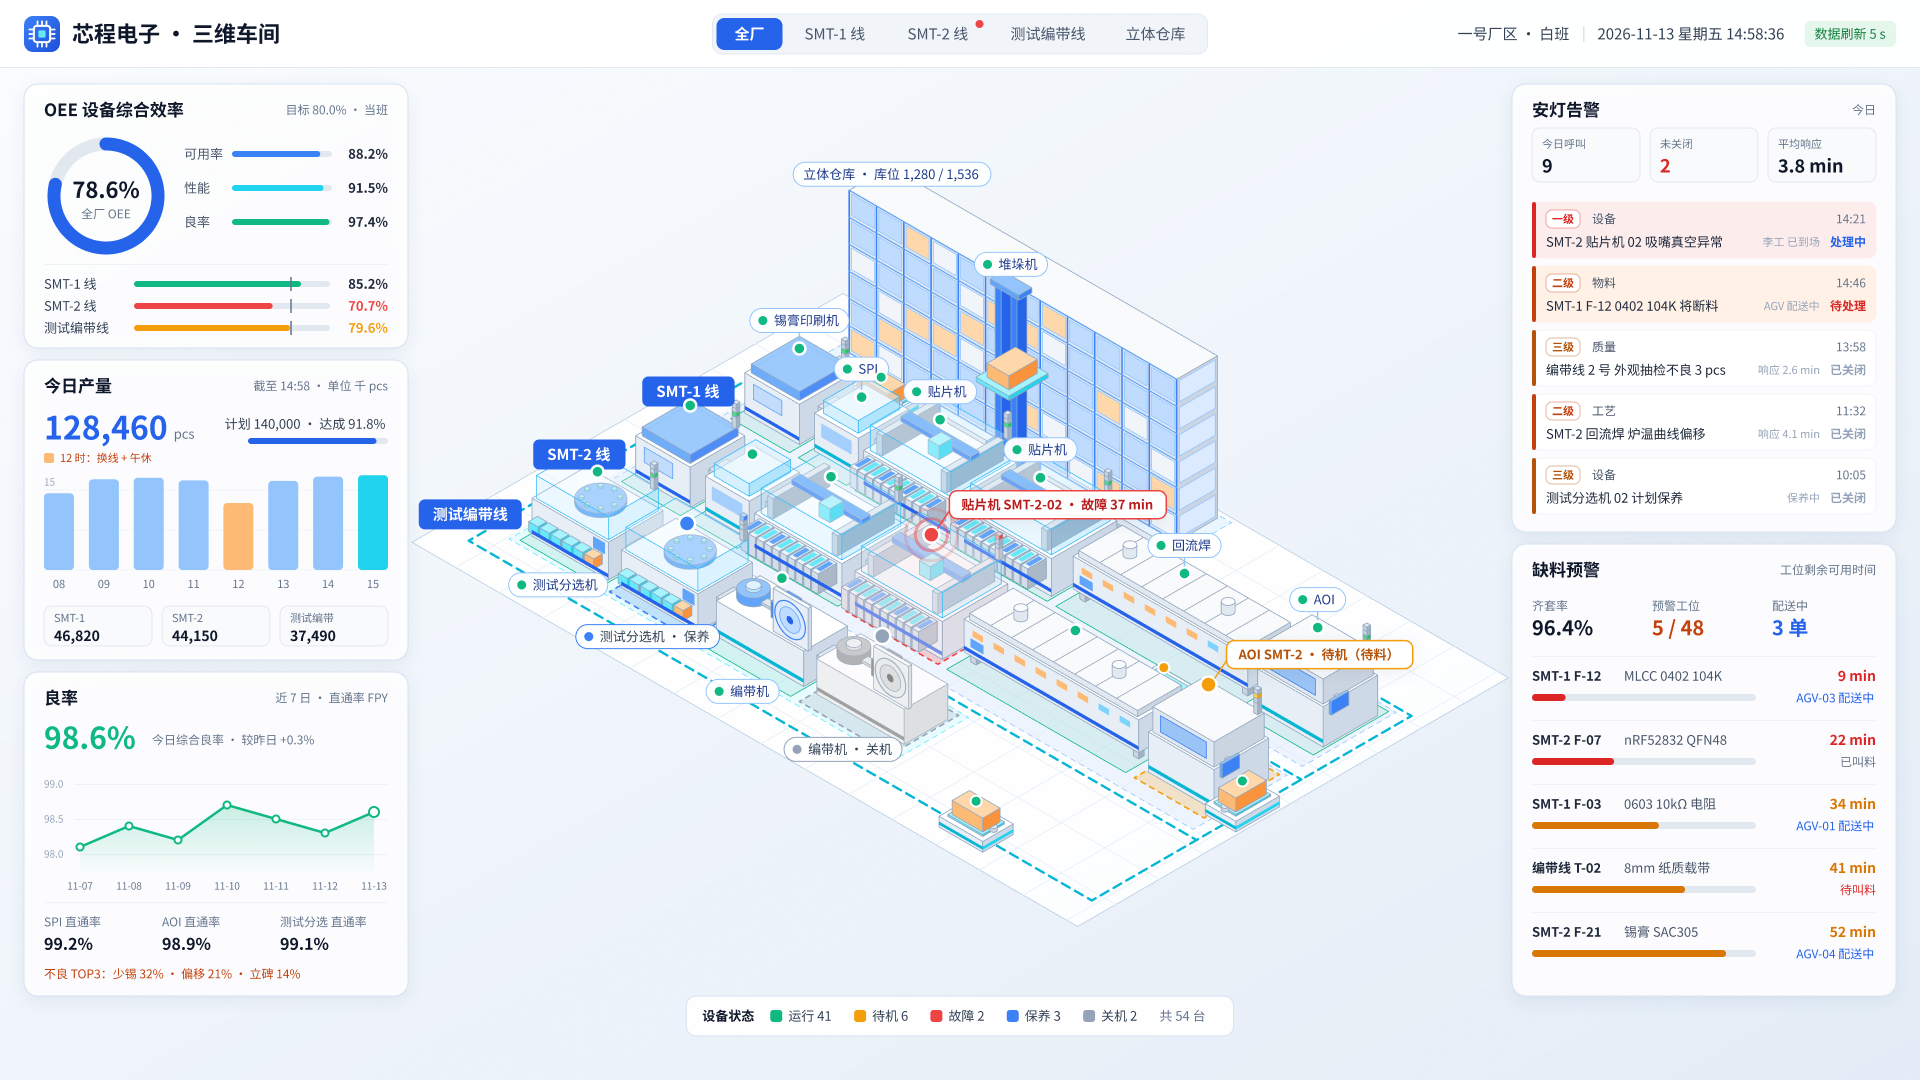 芯程电子 · 三维车间
全厂 SMT-1 线 SMT-2 线 测试编带线 立体仓库
一号厂区 · 白班 2026-11-13 星期五 14:58:36 数据刷新 5 s
OEE 设备综合效率 目标 80.0% · 当班
78.6%
全厂 OEE
可用率 88.2%
性能 91.5%
良率 97.4%
SMT-1 线 85.2%
SMT-2 线 70.7%
测试编带线 79.6%
今日产量 截至 14:58 · 单位 千 pcs
128,460 pcs 计划 140,000 · 达成 91.8%
12 时：换线 + 午休
15
08 09 10 11 12 13 14 15
SMT-1 SMT-2 测试编带
46,820 44,150 37,490
良率 近 7 日 · 直通率 FPY
98.6% 今日综合良率 · 较昨日 +0.3%
99.0
98.5
98.0
11-07 11-08 11-09 11-10 11-11 11-12 11-13
SPI 直通率 AOI 直通率 测试分选 直通率
99.2% 98.9% 99.1%
不良 TOP3：少锡 32% · 偏移 21% · 立碑 14%
立体仓库 · 库位 1,280 / 1,536
堆垛机
锡膏印刷机
SPI
贴片机
SMT-1 线
贴片机
SMT-2 线
贴片机 SMT-2-02 · 故障 37 min
测试编带线
回流焊
测试分选机
AOI
测试分选机 · 保养
AOI SMT-2 · 待机（待料）
编带机
编带机 · 关机
设备状态 运行 41 待机 6 故障 2 保养 3 关机 2 共 54 台
安灯告警 今日
今日呼叫 未关闭 平均响应
9 2 3.8 min
一级 设备 14:21
SMT-2 贴片机 02 吸嘴真空异常 李工 已到场 处理中
二级 物料 14:46
SMT-1 F-12 0402 104K 将断料 AGV 配送中 待处理
三级 质量 13:58
编带线 2 号 外观抽检不良 3 pcs 响应 2.6 min 已关闭
二级 工艺 11:32
SMT-2 回流焊 炉温曲线偏移 响应 4.1 min 已关闭
三级 设备 10:05
测试分选机 02 计划保养 保养中 已关闭
缺料预警 工位剩余可用时间
齐套率 预警工位 配送中
96.4% 5 / 48 3 单
SMT-1 F-12 MLCC 0402 104K 9 min
AGV-03 配送中
SMT-2 F-07 nRF52832 QFN48 22 min
已叫料
SMT-1 F-03 0603 10kΩ 电阻 34 min
AGV-01 配送中
编带线 T-02 8mm 纸质载带 41 min
待叫料
SMT-2 F-21 锡膏 SAC305 52 min
AGV-04 配送中